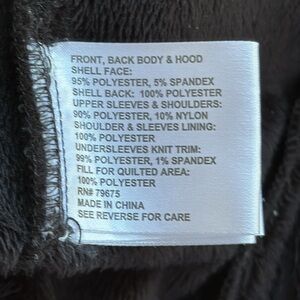 FRONT, BACK BODY & HOOD
SHELL FACE:
95% POLYESTER, 5% SPANDEX
SHELL BACK: 100% POLYESTER
UPPER SLEEVES & SHOULDERS:
90% POLYESTER, 10% NYLON
SHOULDER & SLEEVES LINING:
100% POLYESTER
UNDERSLEEVES KNIT TRIM:
99% POLYESTER, 1% SPANDEX
FILL FOR QUILTED AREA:
100% POLYESTER
RN# 79675
MADE IN CHINA
SEE REVERSE FOR CARE